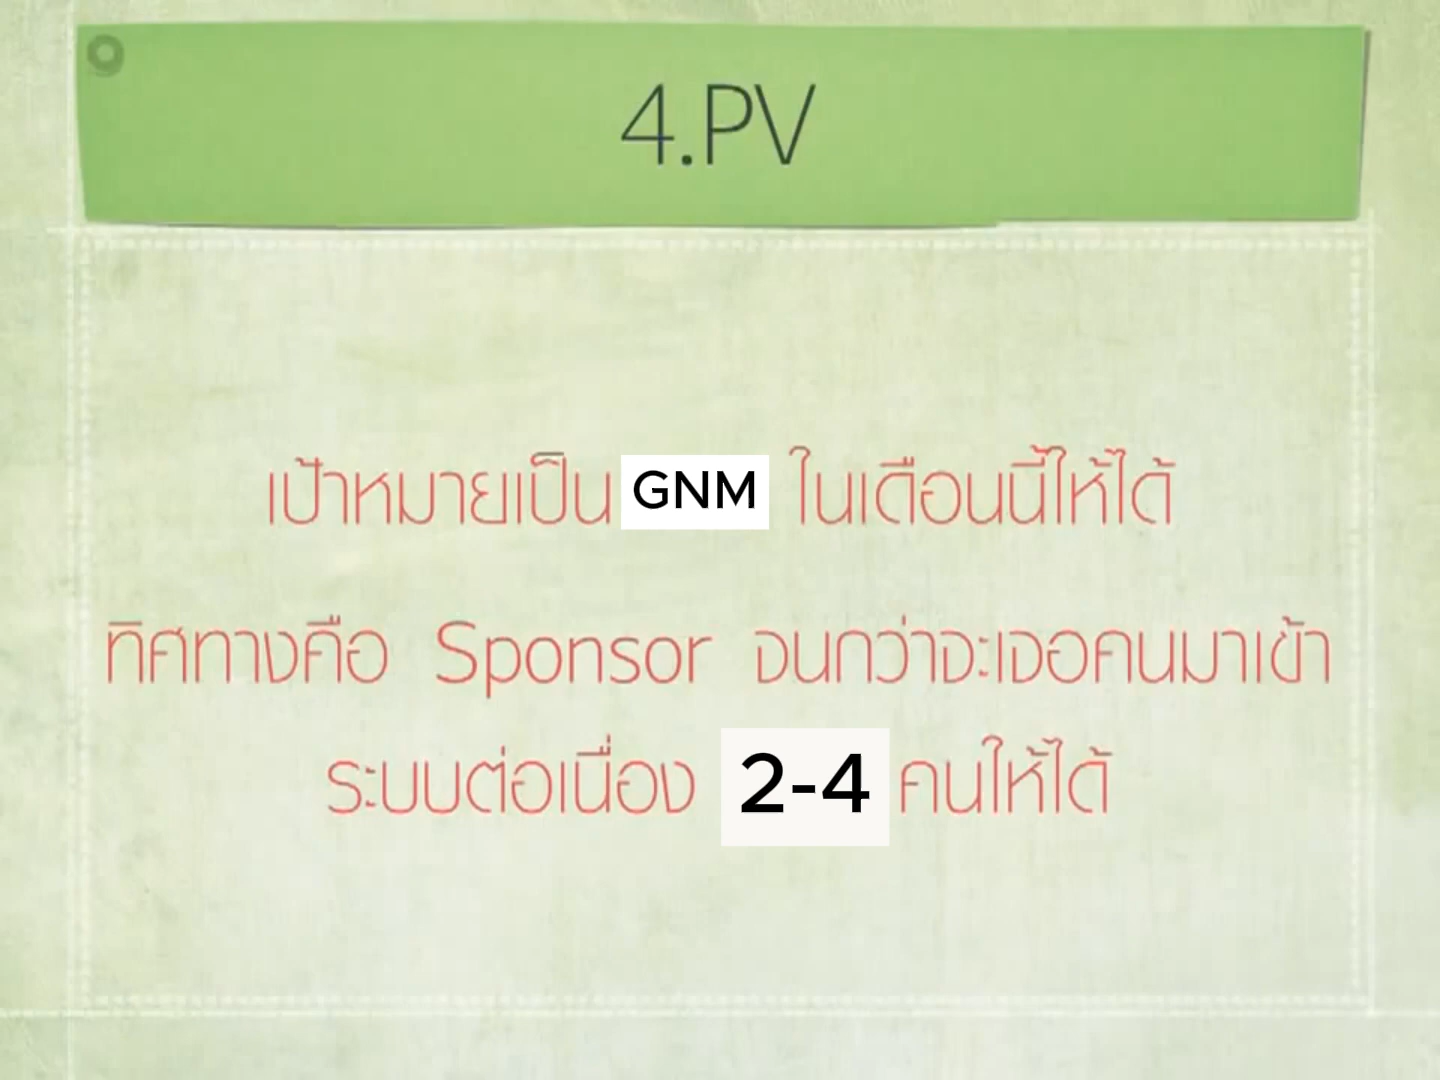 4.PV
เป้าหมายเป็น GNM ในเดือนนี้ให้ได้
ทิศทางคือ Sponsor จนกว่าจะเจอคนมาเข้า
ระบบต่อเนื่อง 2-4 คนให้ได้